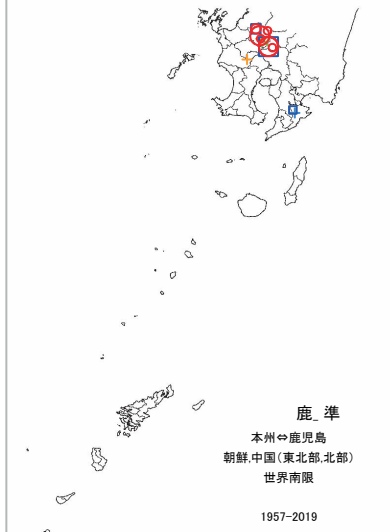 鹿_準
本州⇔鹿児島
朝鮮,中国(東北部,北部)
世界南限
1957-2019